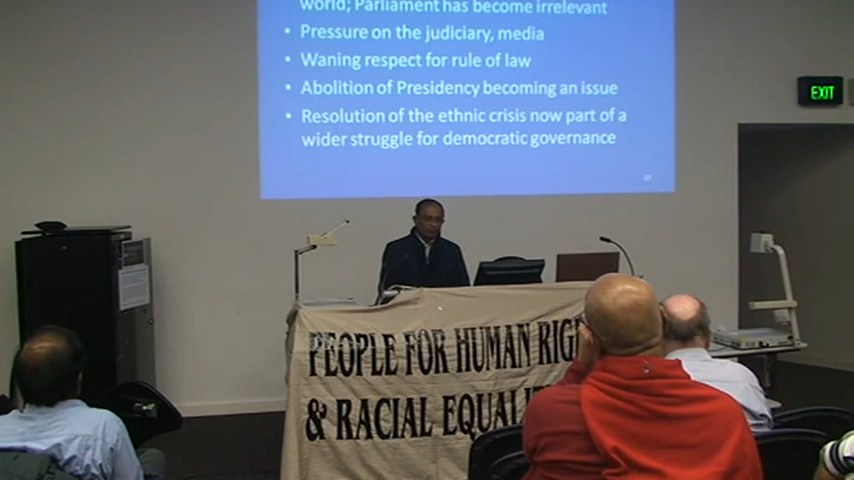 world; Parliament has become irrelevant
• Pressure on the judiciary, media
• Waning respect for rule of law
• Abolition of Presidency becoming an issue
• Resolution of the ethnic crisis now part of a
wider struggle for democratic governance
EXIT
PEOPLE FOR HUMAN RIG
& RACIAL EQUALI